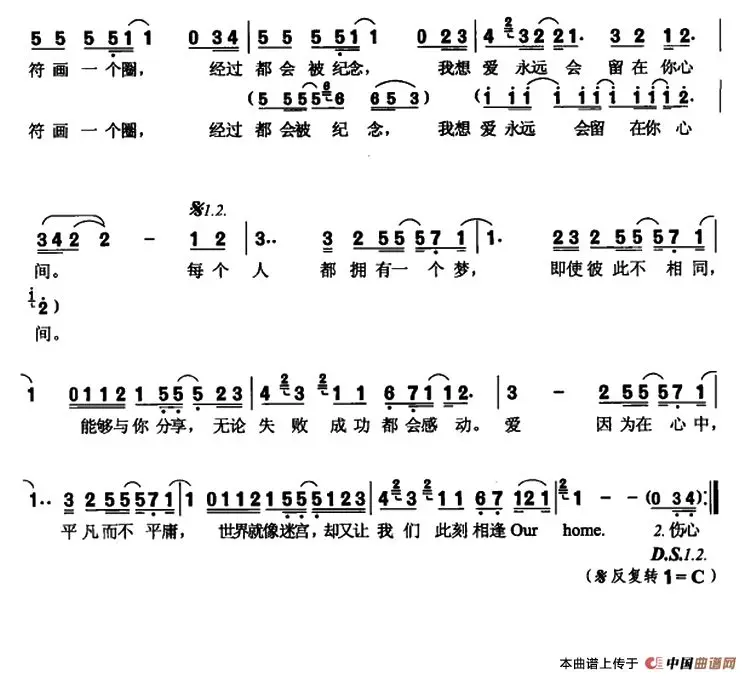 5 5 5 5 1 1 0 3 4 | 5 5 5 5 1 1 0 2 3 | 4 2 3 2 2 1. 3 2 1 2. |
符画一个圈， 经过都会被纪念， 我想爱永远会留在你心
(5 5 5 5 6 6 6 5 3) (i i i i i i i i i i i 2.
符画一个圈， 经过都会被纪念， 我想爱永远 会留在你心
𝄋1.2.
3 4 2 2 - 1 2 | 3.. 3 2 5 5 5 7 1 | 1. 2 3 2 5 5 5 7 1 |
间。 每个人 都拥有一个梦， 即使彼此不相同，
i 2)
间。
1 0 1 1 2 1 5 5 5 2 3 | 4 2 3 2 1 1 6 7 1 1 2. | 3 - 2 5 5 5 7 1 |
能够与你分享， 无论失败成功都会感动。爱 因为在心中，
1.. 3 2 5 5 5 7 1 | 1 0 1 1 2 1 5 5 5 1 2 3 | 4 2 3 2 1 1 6 7 1 2 1 | 2 1 - - (0 3 4) :||
平凡而不平庸， 世界就像迷宫，却又让我们此刻相逢Our home. 2.伤心
D.S.1.2.
(𝄋反复转1=C)
本曲谱上传于 中国曲谱网